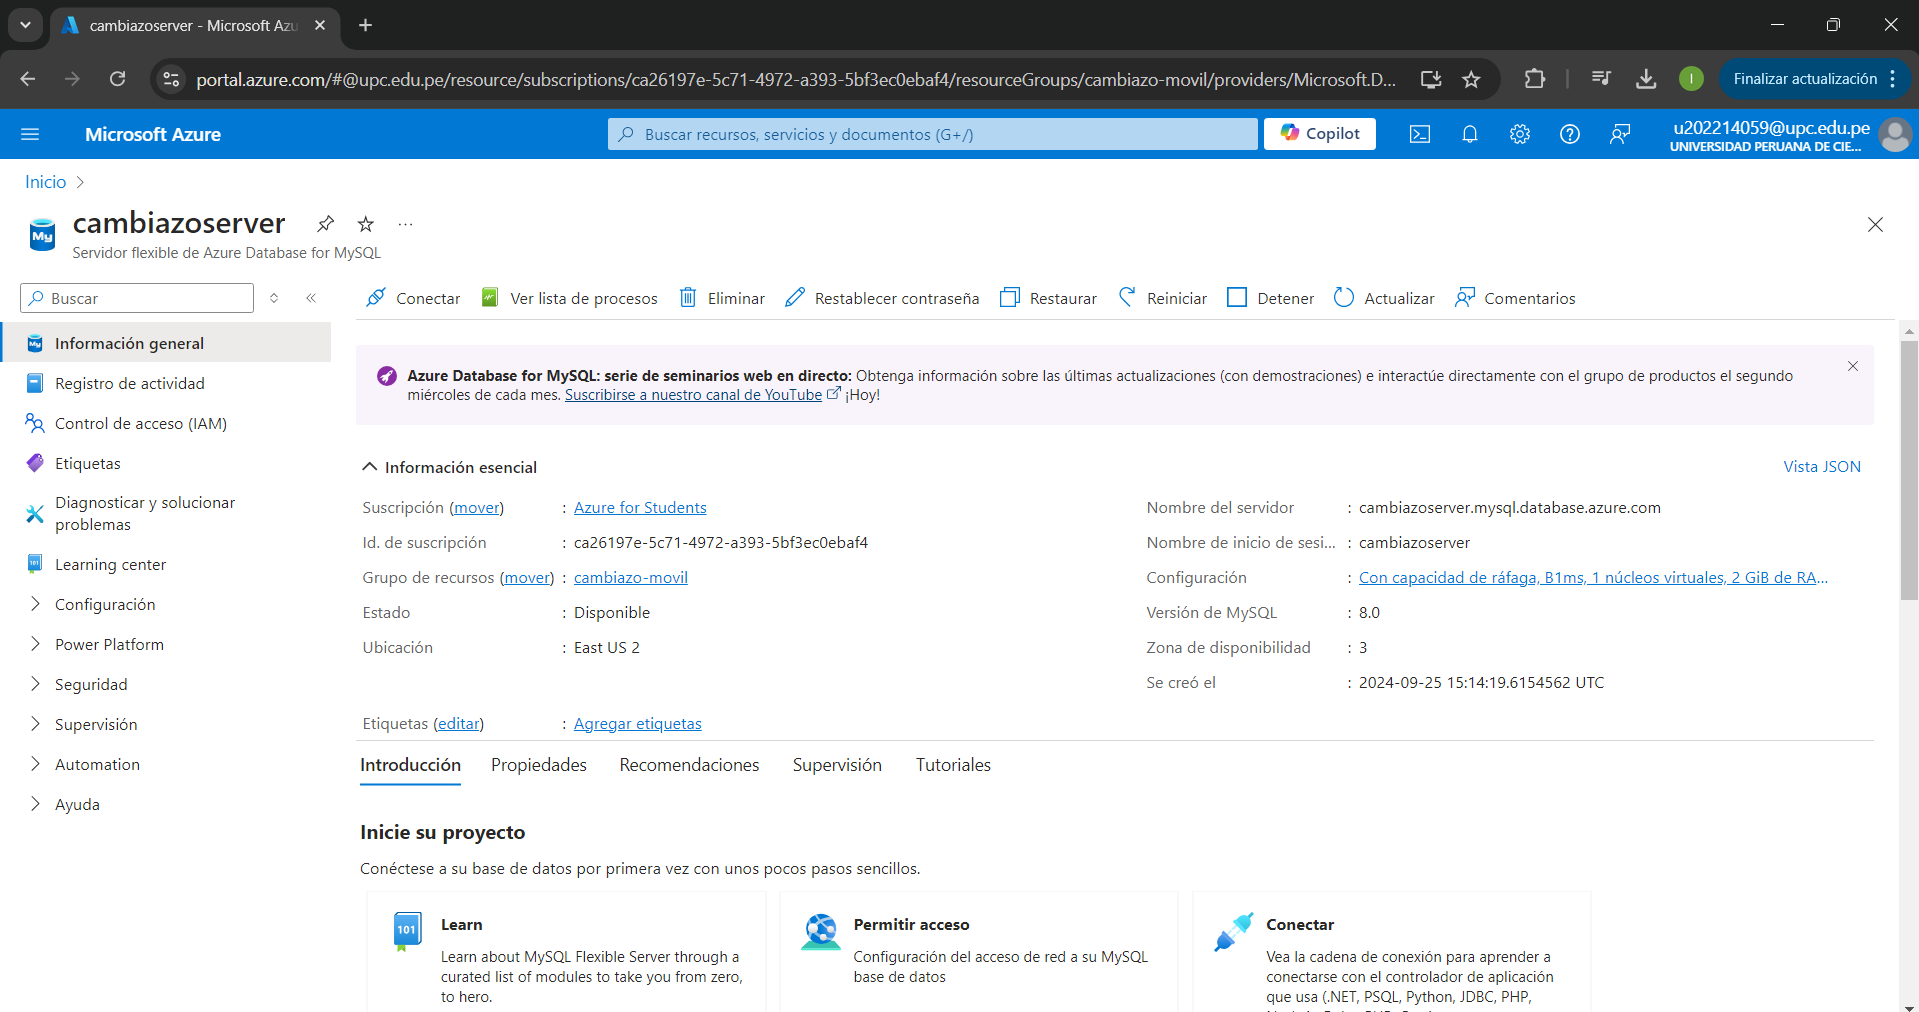 cambiazoserver - Microsoft Azu
portal.azure.com/#@upc.edu.pe/resource/subscriptions/ca26197e-5c71-4972-a393-5bf3ec0ebaf4/resourceGroups/cambiazo-movil/providers/Microsoft.D...
I
Finalizar actualización
Microsoft Azure
Buscar recursos, servicios y documentos (G+/)
Copilot
u202214059@upc.edu.pe
UNIVERSIDAD PERUANA DE CIE...
Inicio
cambiazoserver
Servidor flexible de Azure Database for MySQL
Buscar
Conectar
Ver lista de procesos
Eliminar
Restablecer contraseña
Restaurar
Reiniciar
Detener
Actualizar
Comentarios
Información general
Registro de actividad
Control de acceso (IAM)
Etiquetas
Diagnosticar y solucionar
problemas
Learning center
Configuración
Power Platform
Seguridad
Supervisión
Automation
Ayuda
Azure Database for MySQL: serie de seminarios web en directo: Obtenga información sobre las últimas actualizaciones (con demostraciones) e interactúe directamente con el grupo de productos el segundo
miércoles de cada mes. Suscribirse a nuestro canal de YouTube ¡Hoy!
Información esencial
Vista JSON
Suscripción (mover) : Azure for Students
Id. de suscripción : ca26197e-5c71-4972-a393-5bf3ec0ebaf4
Grupo de recursos (mover) : cambiazo-movil
Estado : Disponible
Ubicación : East US 2
Nombre del servidor : cambiazoserver.mysql.database.azure.com
Nombre de inicio de sesi... : cambiazoserver
Configuración : Con capacidad de ráfaga, B1ms, 1 núcleos virtuales, 2 GiB de RA...
Versión de MySQL : 8.0
Zona de disponibilidad : 3
Se creó el : 2024-09-25 15:14:19.6154562 UTC
Etiquetas (editar) : Agregar etiquetas
Introducción
Propiedades
Recomendaciones
Supervisión
Tutoriales
Inicie su proyecto
Conéctese a su base de datos por primera vez con unos pocos pasos sencillos.
101
Learn
Learn about MySQL Flexible Server through a
curated list of modules to take you from zero,
to hero.
Permitir acceso
Configuración del acceso de red a su MySQL
base de datos
Conectar
Vea la cadena de conexión para aprender a
conectarse con el controlador de aplicación
que usa (.NET, PSQL, Python, JDBC, PHP,